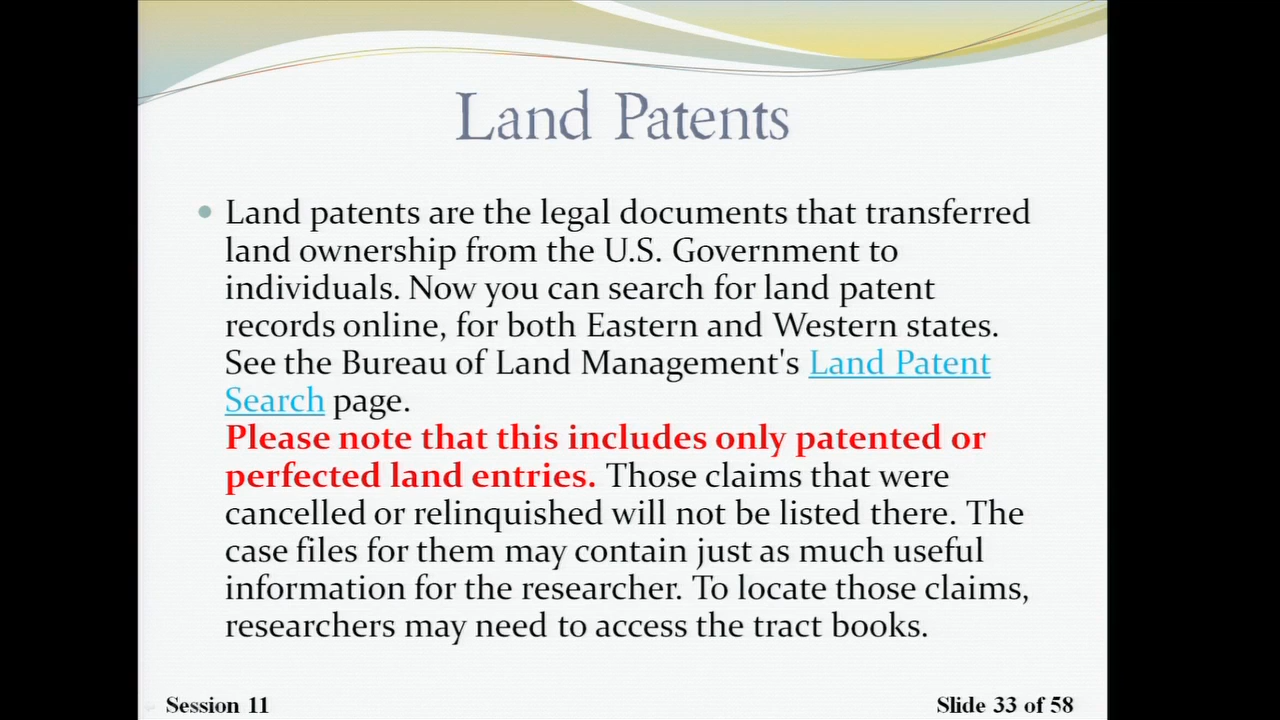 Land Patents
Land patents are the legal documents that transferred
land ownership from the U.S. Government to
individuals. Now you can search for land patent
records online, for both Eastern and Western states.
See the Bureau of Land Management's Land Patent
Search page.
Please note that this includes only patented or
perfected land entries. Those claims that were
cancelled or relinquished will not be listed there. The
case files for them may contain just as much useful
information for the researcher. To locate those claims,
researchers may need to access the tract books.
Session 11
Slide 33 of 58